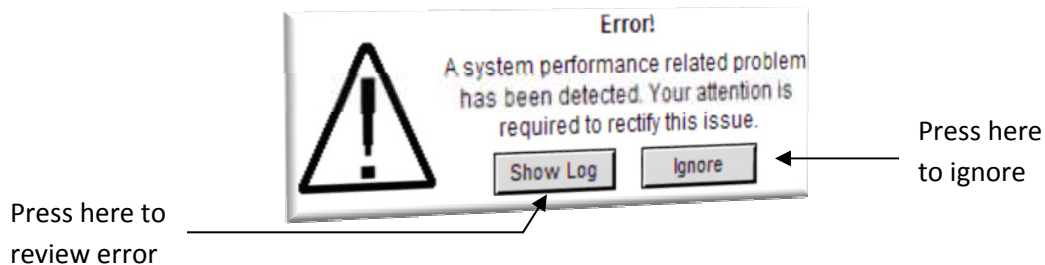 Error!
A system performance related problem
has been detected. Your attention is
required to rectify this issue.
Show Log
Ignore
Press here
to ignore
Press here to
review error